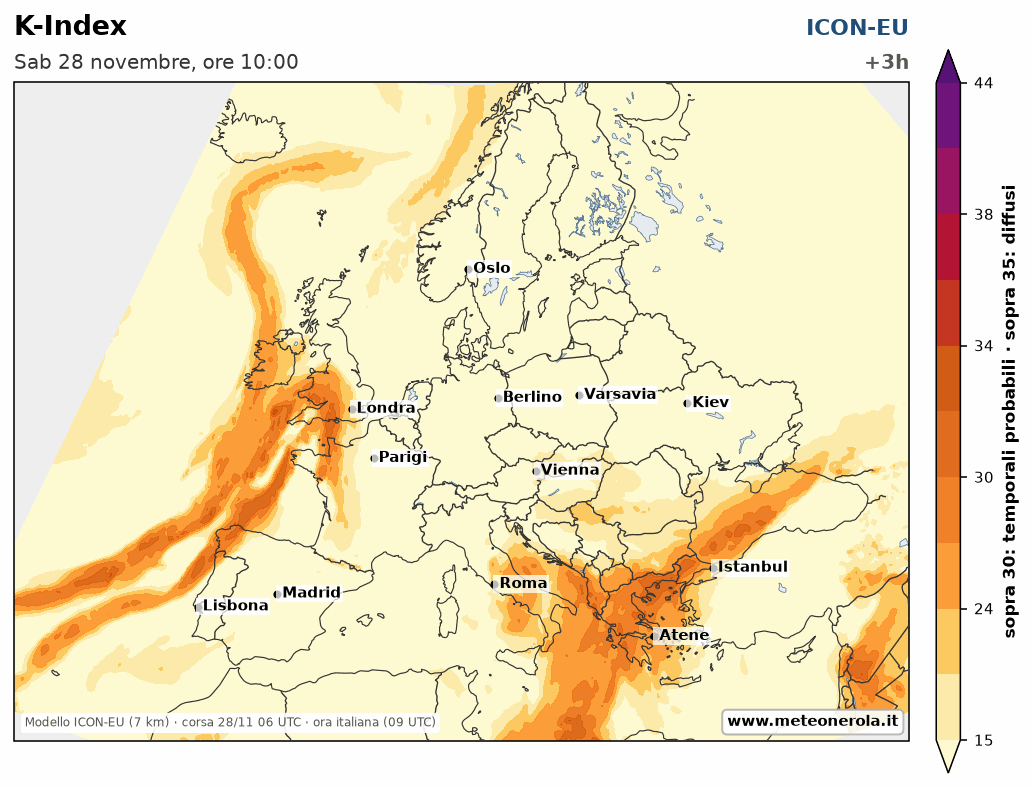 K-Index
ICON-EU
Sab 28 novembre, ore 10:00
+3h
44
38
34
30
24
15
sopra 30: temporali probabili · sopra 35: diffusi
Oslo
Berlino
Varsavia
Kiev
Londra
Parigi
Vienna
Istanbul
Roma
Madrid
Lisbona
Atene
Modello ICON-EU (7 km) · corsa 28/11 06 UTC · ora italiana (09 UTC)
www.meteonerola.it